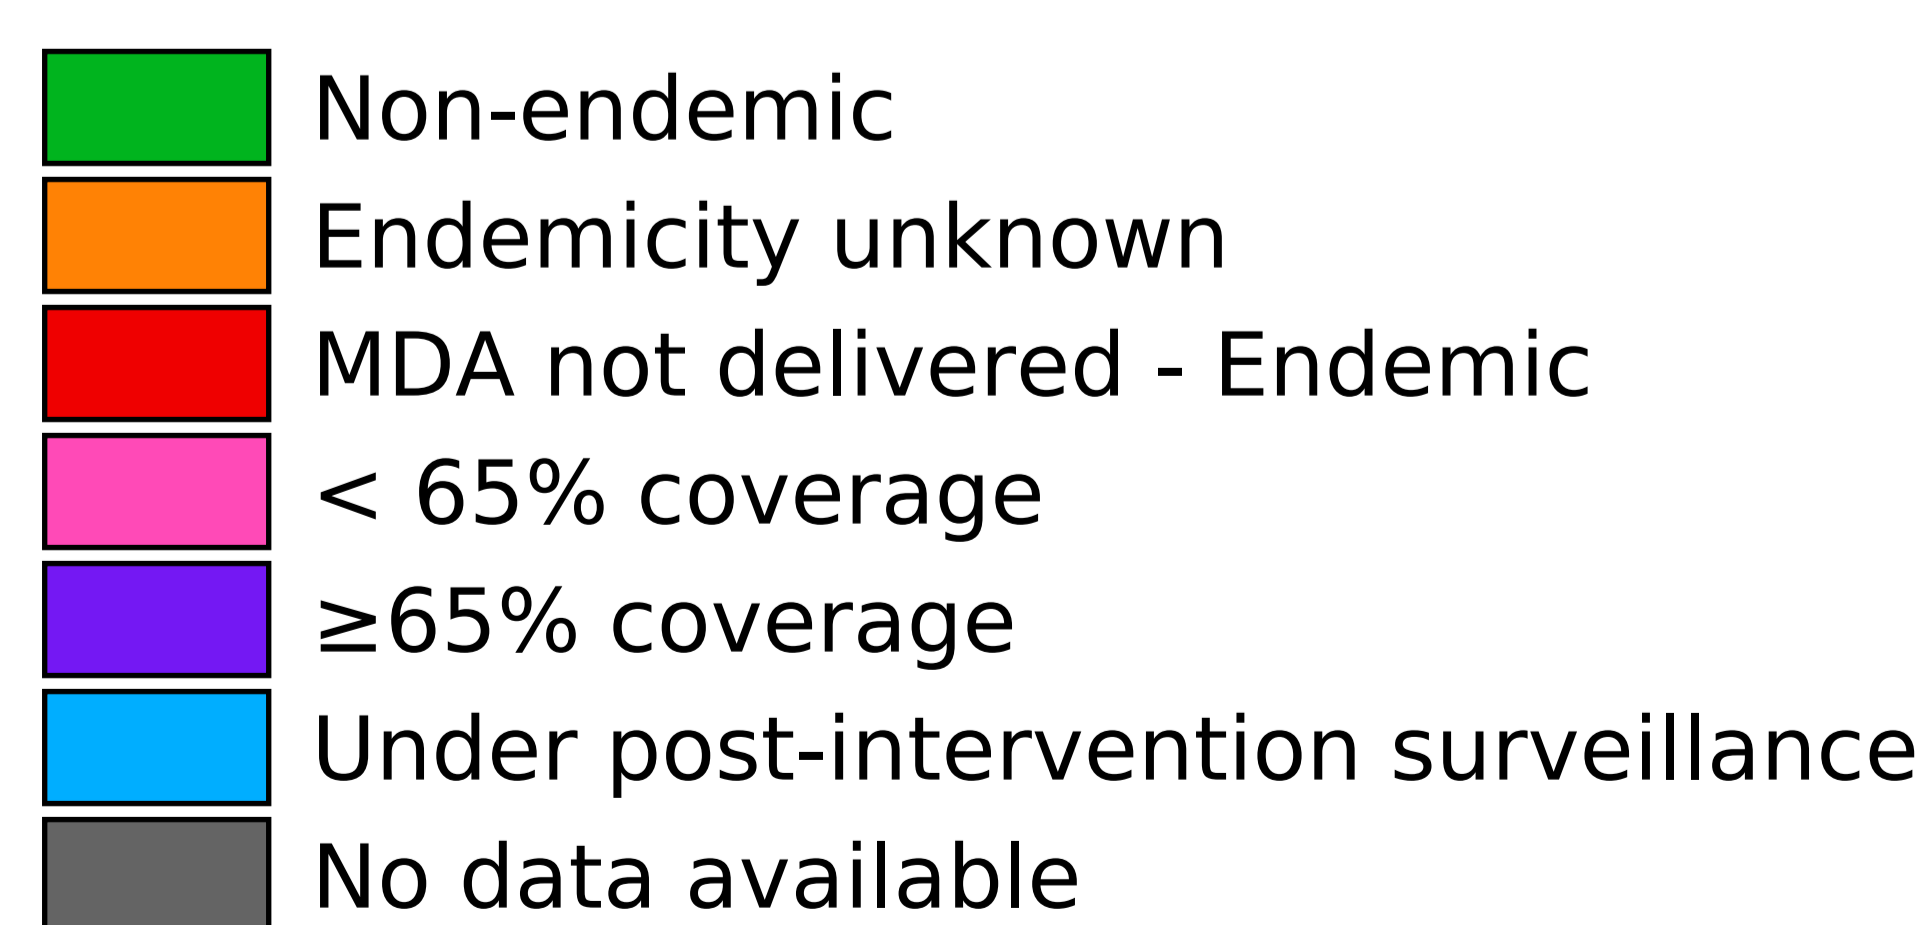 Non-endemic
Endemicity unknown
MDA not delivered - Endemic
< 65% coverage
≥65% coverage
Under post-intervention surveillance
No data available